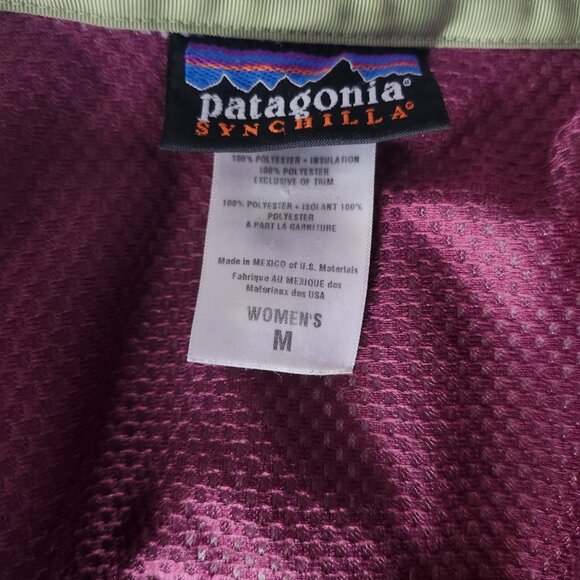 patagonia®
SYNCHILLA®
100% POLYESTER • INSULATION
100% POLYESTER
EXCLUSIVE OF TRIM
100% POLYESTER • ISOLANT 100%
POLYESTER
A PART LA GARNITURE
Made in MEXICO of U.S. Materials
Fabrique AU MEXIQUE des
Materiaux des USA
WOMEN'S
M